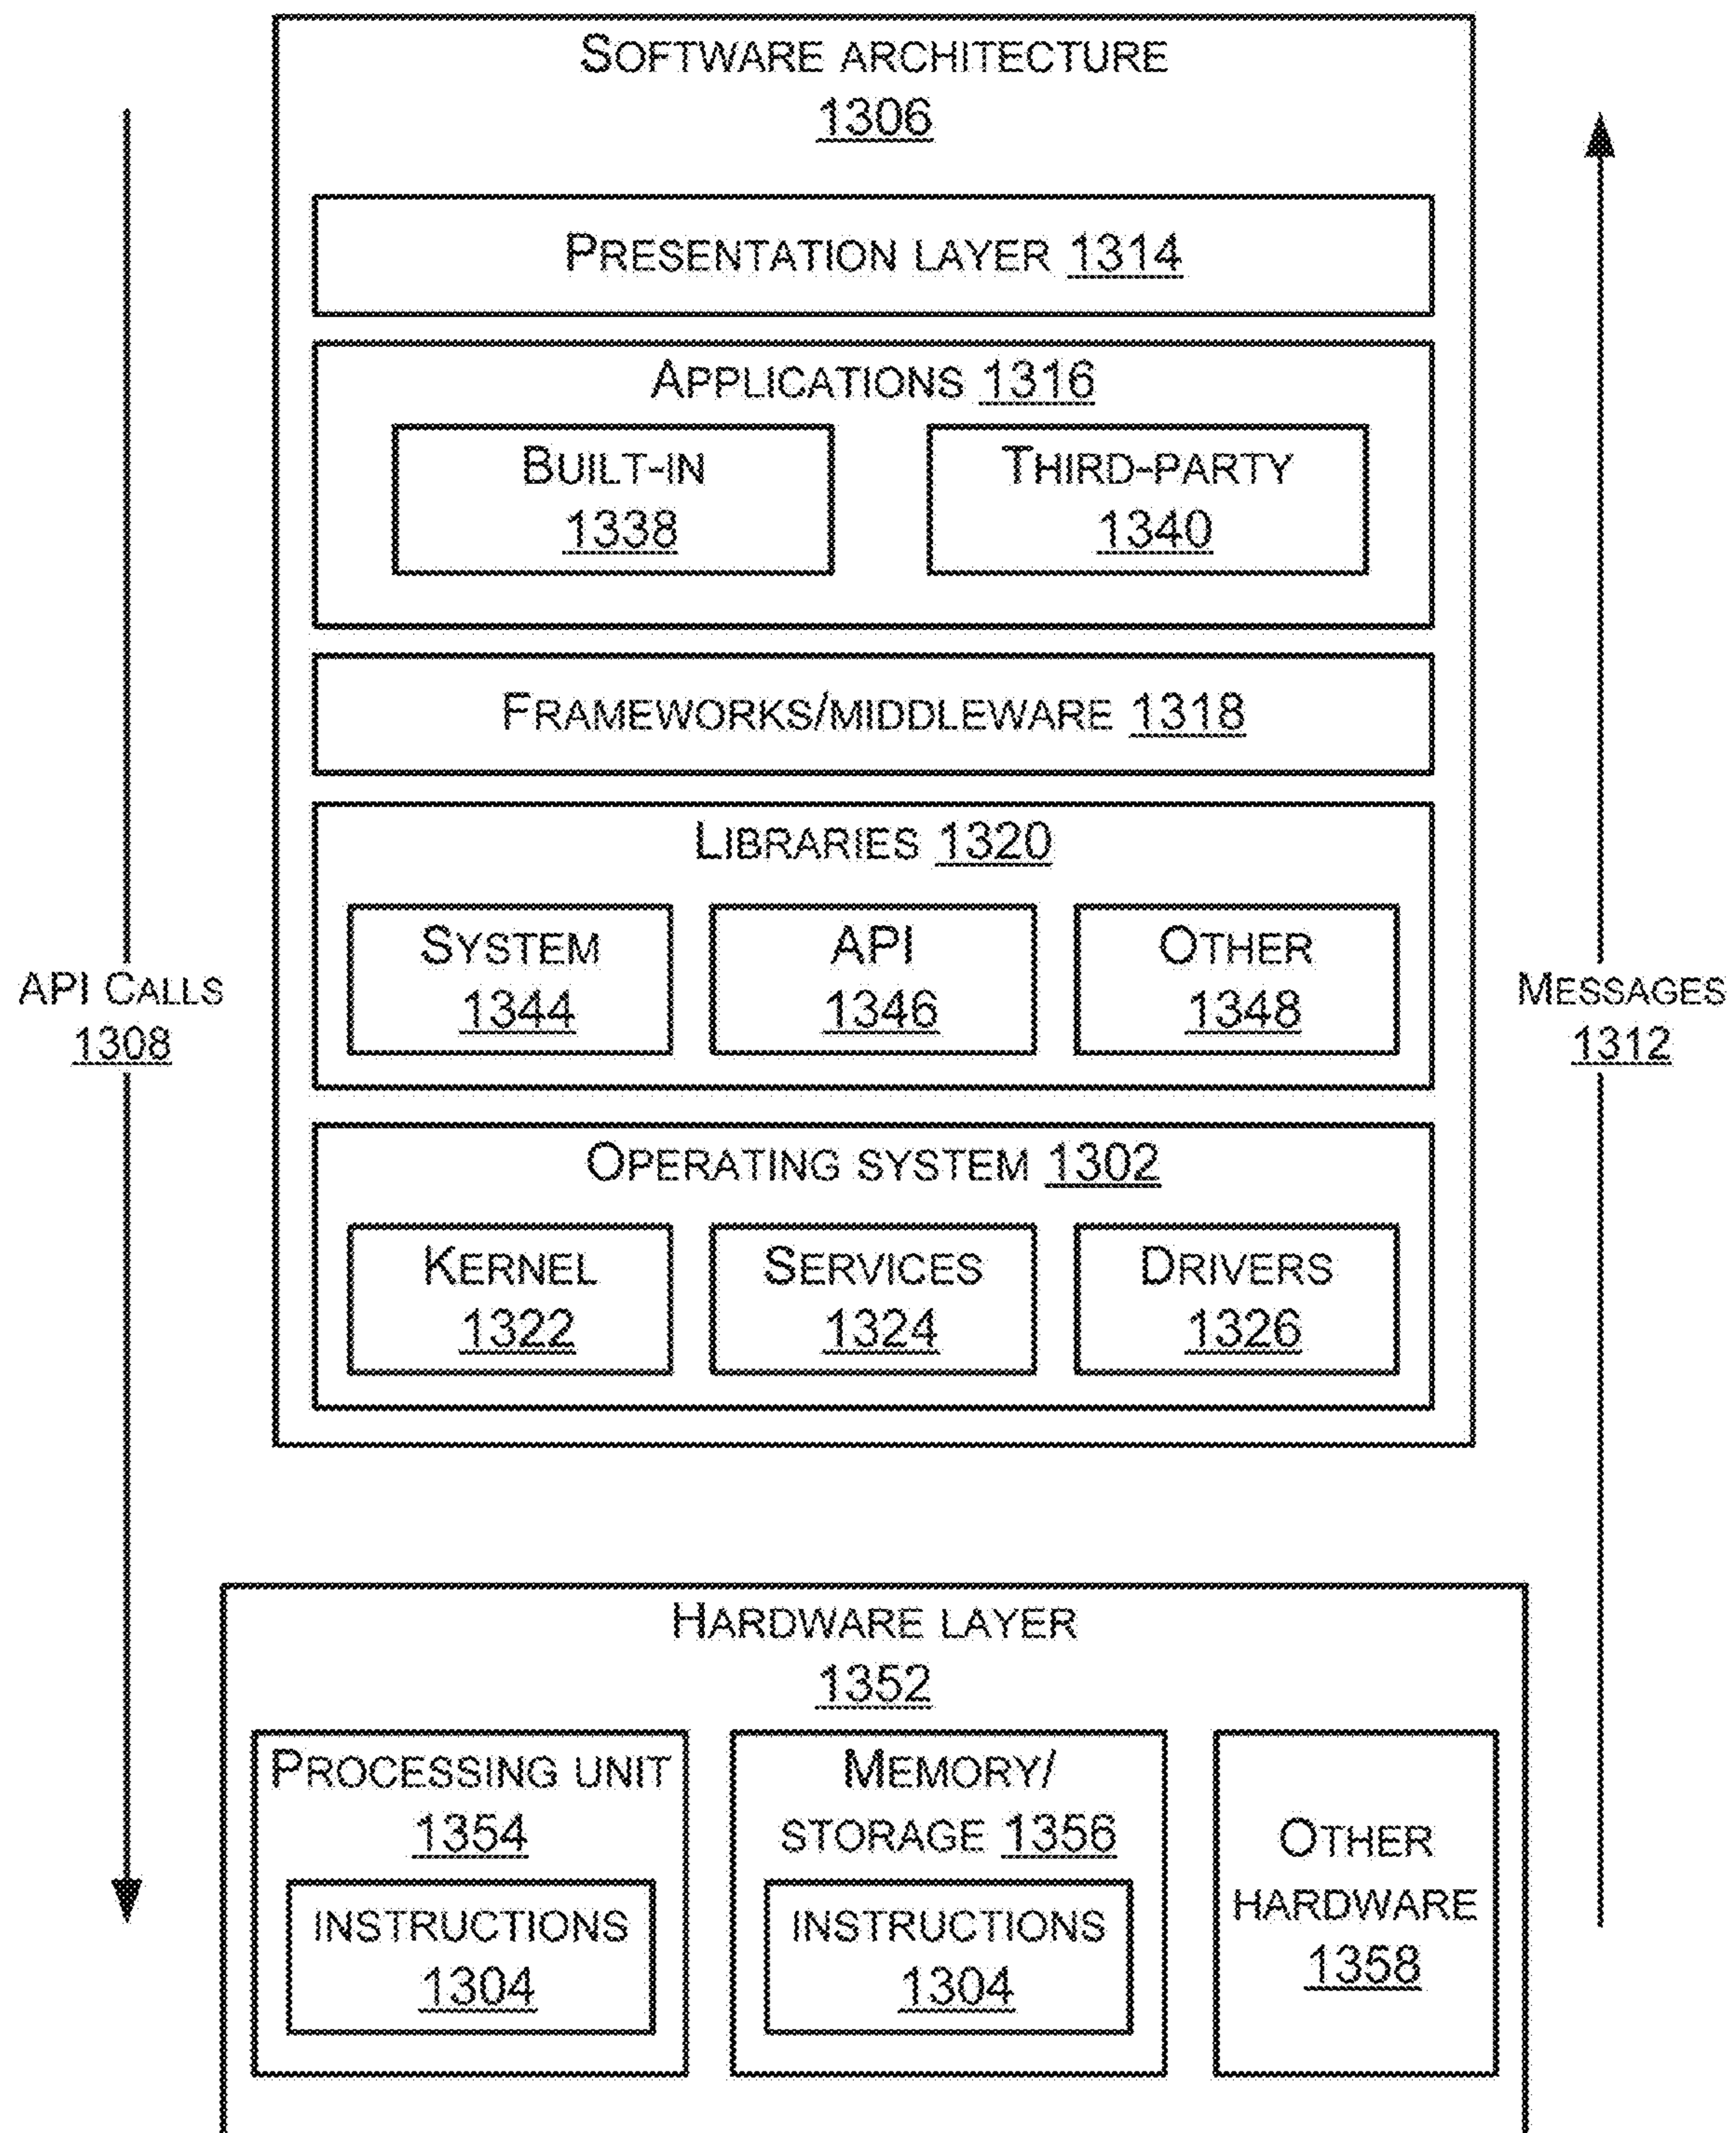 SOFTWARE ARCHITECTURE
1306
PRESENTATION LAYER 1314
APPLICATIONS 1316
BUILT-IN
1338
THIRD-PARTY
1340
FRAMEWORKS/MIDDLEWARE 1318
LIBRARIES 1320
SYSTEM
1344
API
1346
OTHER
1348
API CALLS
1308
MESSAGES
1312
OPERATING SYSTEM 1302
KERNEL
1322
SERVICES
1324
DRIVERS
1326
HARDWARE LAYER
1352
PROCESSING UNIT
1354
INSTRUCTIONS
1304
MEMORY/
STORAGE 1356
INSTRUCTIONS
1304
OTHER
HARDWARE
1358